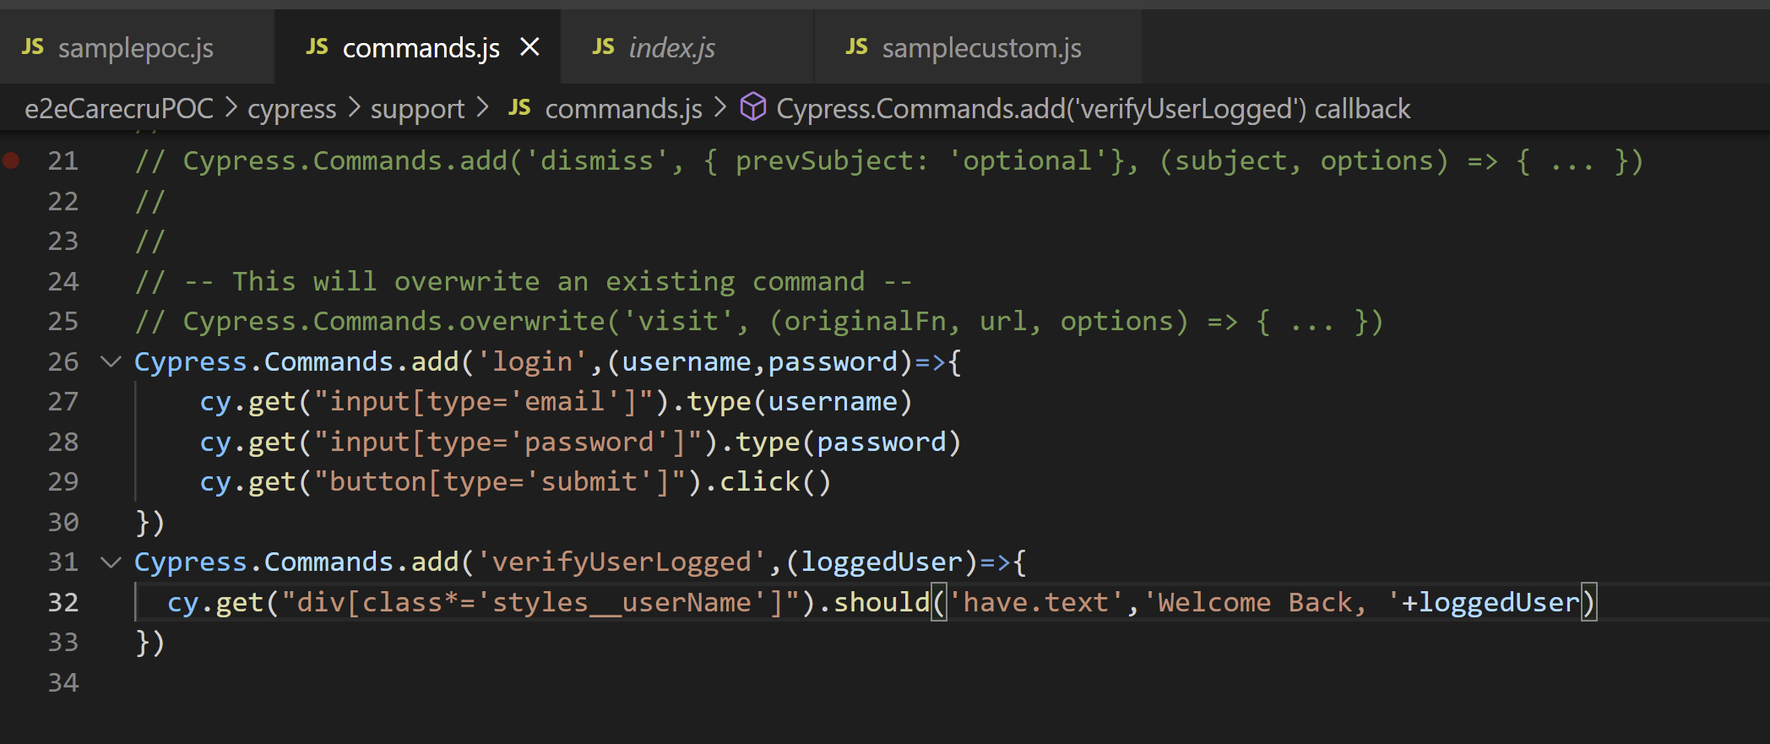 JS samplepoc.js JS commands.js JS index.js JS samplecustom.js
e2eCarecruPOC > cypress > support > JS commands.js > Cypress.Commands.add('verifyUserLogged') callback
21 // Cypress.Commands.add('dismiss', { prevSubject: 'optional'}, (subject, options) => { ... })
22 //
23 //
24 // -- This will overwrite an existing command --
25 // Cypress.Commands.overwrite('visit', (originalFn, url, options) => { ... })
26 Cypress.Commands.add('login',(username,password)=>{
27 cy.get("input[type='email']").type(username)
28 cy.get("input[type='password']").type(password)
29 cy.get("button[type='submit']").click()
30 })
31 Cypress.Commands.add('verifyUserLogged',(loggedUser)=>{
32 cy.get("div[class*='styles__userName']").should('have.text','Welcome Back, '+loggedUser)
33 })
34